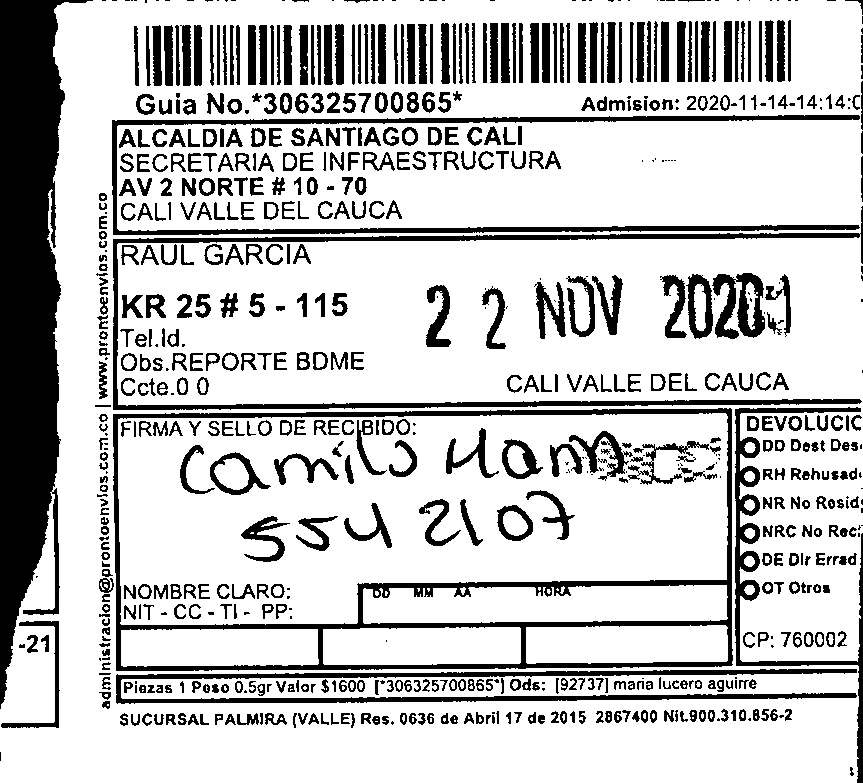 Guia No.*306325700865*
Admision: 2020-11-14-14:14:0
ALCALDIA DE SANTIAGO DE CALI
SECRETARIA DE INFRAESTRUCTURA
AV 2 NORTE # 10 - 70
CALI VALLE DEL CAUCA
RAUL GARCIA
KR 25 # 5 - 115
22 NOV 2020
Tel.Id.
Obs.REPORTE BDME
Ccte.0 0
CALI VALLE DEL CAUCA
www.prontoenvios.com.co
administracion@prontoenvios.com.co
FIRMA Y SELLO DE RECIBIDO:
Camilo
554 2107
NOMBRE CLARO:
NIT - CC - TI - PP:
DD MM AA HORA
DEVOLUCIC
DD Dest Des
RH Rehusad
NR No Resid
NRC No Reci
DE Dir Errad
OT Otros
CP: 760002
-21
Piezas 1 Peso 0.5gr Valor $1600 [*306325700865*] Ods: [92737] maria lucero aguirre
SUCURSAL PALMIRA (VALLE) Res. 0636 de Abril 17 de 2015 2867400 Nit.900.310.856-2